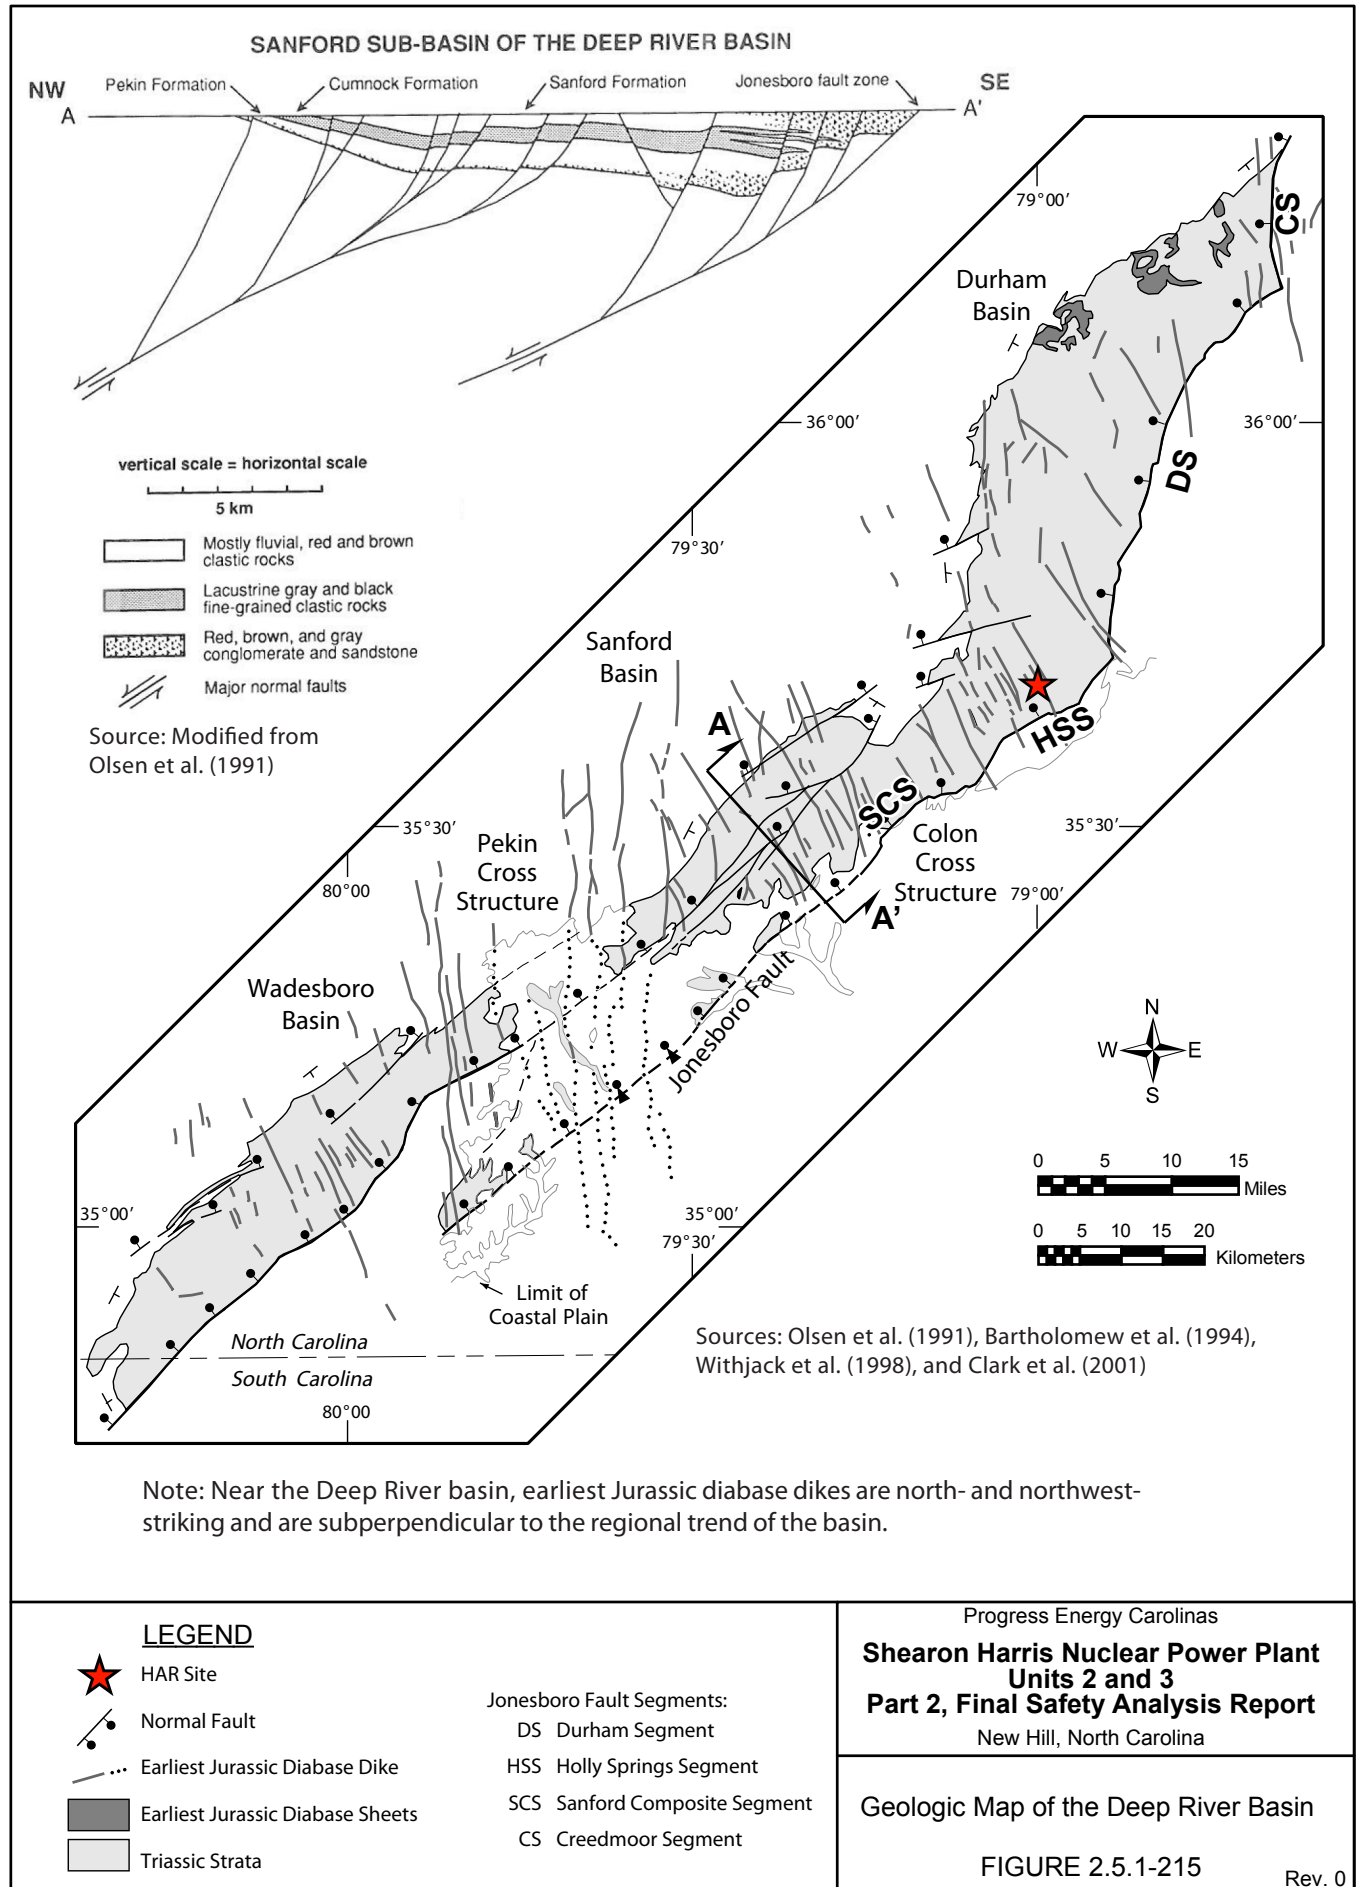 SANFORD SUB-BASIN OF THE DEEP RIVER BASIN
NW
Pekin Formation
Cumnock Formation
Sanford Formation
Jonesboro fault zone
SE
A
A'
vertical scale = horizontal scale
5 km
Mostly fluvial, red and brown
clastic rocks
Lacustrine gray and black
fine-grained clastic rocks
Red, brown, and gray
conglomerate and sandstone
Major normal faults
Source: Modified from
Olsen et al. (1991)
79°00'
CS
Durham
Basin
36°00'
36°00'
DS
79°30'
Sanford
Basin
A
HSS
SCS
35°30'
35°30'
Pekin
Cross
Structure
Colon
Cross
Structure
80°00
79°00'
A'
Wadesboro
Basin
Jonesboro Fault
N
W
E
S
0 5 10 15
Miles
35°00'
35°00'
79°30'
0 5 10 15 20
Kilometers
Limit of
Coastal Plain
North Carolina
South Carolina
80°00
Sources: Olsen et al. (1991), Bartholomew et al. (1994),
Withjack et al. (1998), and Clark et al. (2001)
Note: Near the Deep River basin, earliest Jurassic diabase dikes are north- and northwest-
striking and are subperpendicular to the regional trend of the basin.
LEGEND
HAR Site
Normal Fault
Earliest Jurassic Diabase Dike
Earliest Jurassic Diabase Sheets
Triassic Strata
Jonesboro Fault Segments:
DS Durham Segment
HSS Holly Springs Segment
SCS Sanford Composite Segment
CS Creedmoor Segment
Progress Energy Carolinas
Shearon Harris Nuclear Power Plant
Units 2 and 3
Part 2, Final Safety Analysis Report
New Hill, North Carolina
Geologic Map of the Deep River Basin
FIGURE 2.5.1-215
Rev. 0